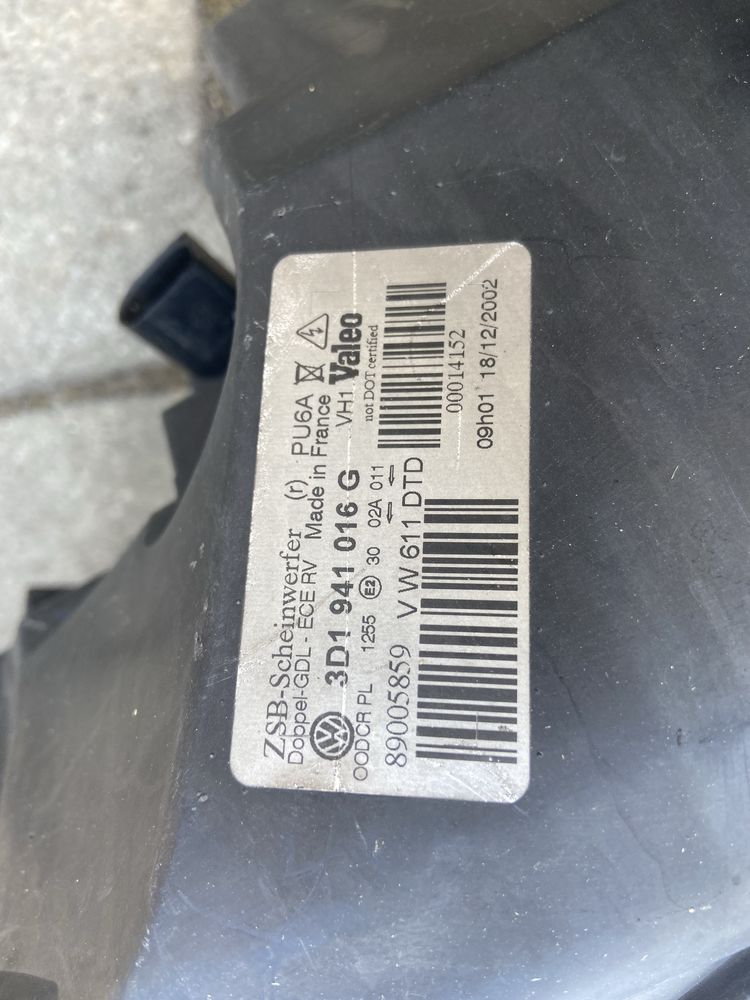 ZSB-Scheinwerfer (r) PU6A
Doppel-GDL - ECE RV Made in France
3D1 941 016 G VH1 Valeo
OODCR PL 1255 E2 30 02A 011 not DOT certified
89005859 VW 611 DTD
00014152
09h01 18/12/2002